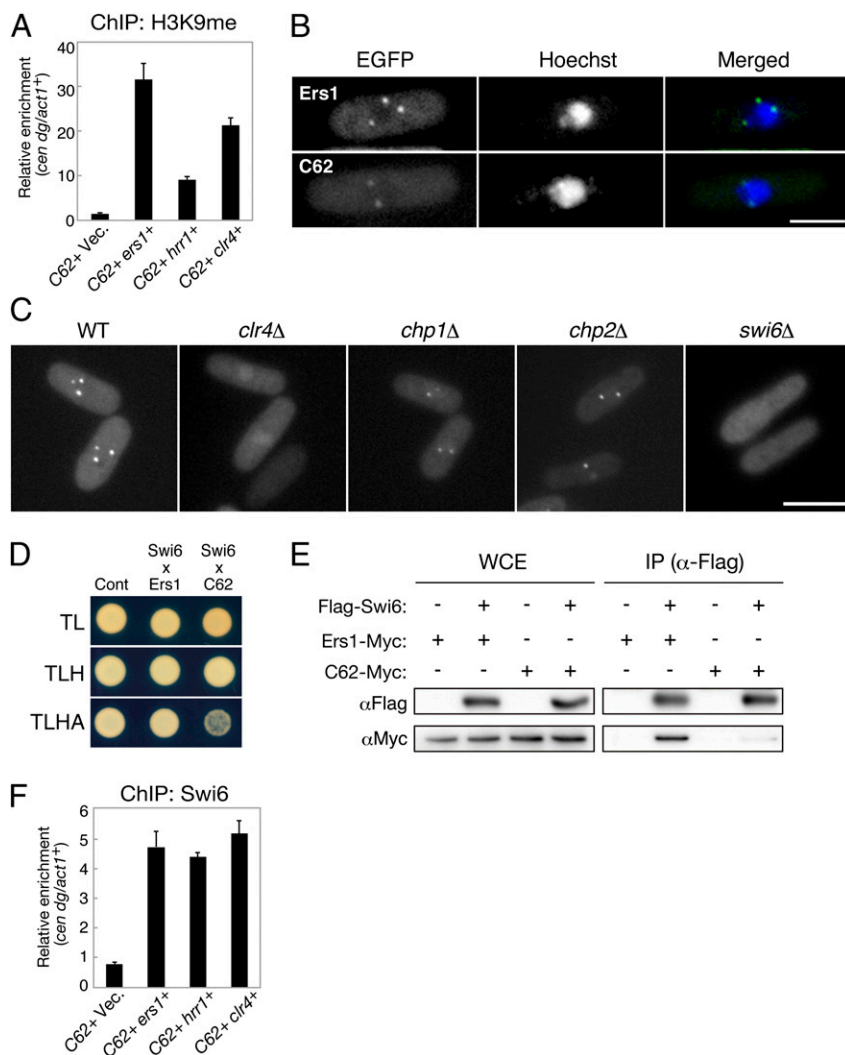 A
ChIP: H3K9me
Relative enrichment
(cen dg/act1+)
40
30
20
10
0
C62+ Vec.
C62+ ers1+
C62+ hrr1+
C62+ clr4+
B
EGFP Hoechst Merged
Ers1
C62
C
WT clr4Δ chp1Δ chp2Δ swi6Δ
D
Cont Swi6 x Ers1 Swi6 x C62
TL
TLH
TLHA
E
WCE IP (α-Flag)
Flag-Swi6: - + - + - + - +
Ers1-Myc: + + - - + + - -
C62-Myc: - - + + - - + +
αFlag
αMyc
F
ChIP: Swi6
Relative enrichment
(cen dg/act1+)
6
5
4
3
2
1
0
C62+ Vec.
C62+ ers1+
C62+ hrr1+
C62+ clr4+